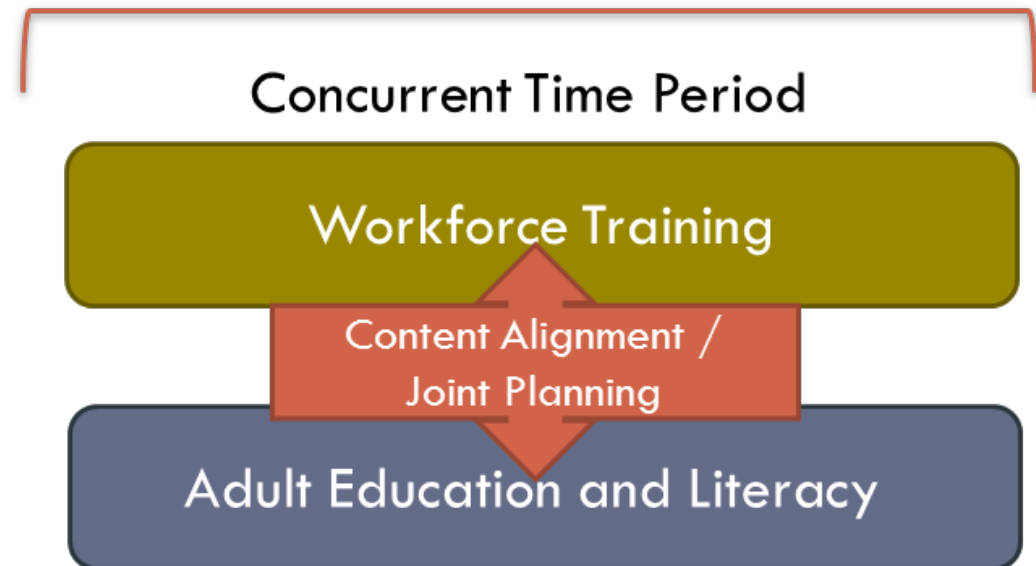 Concurrent Time Period
Workforce Training
Content Alignment /
Joint Planning
Adult Education and Literacy